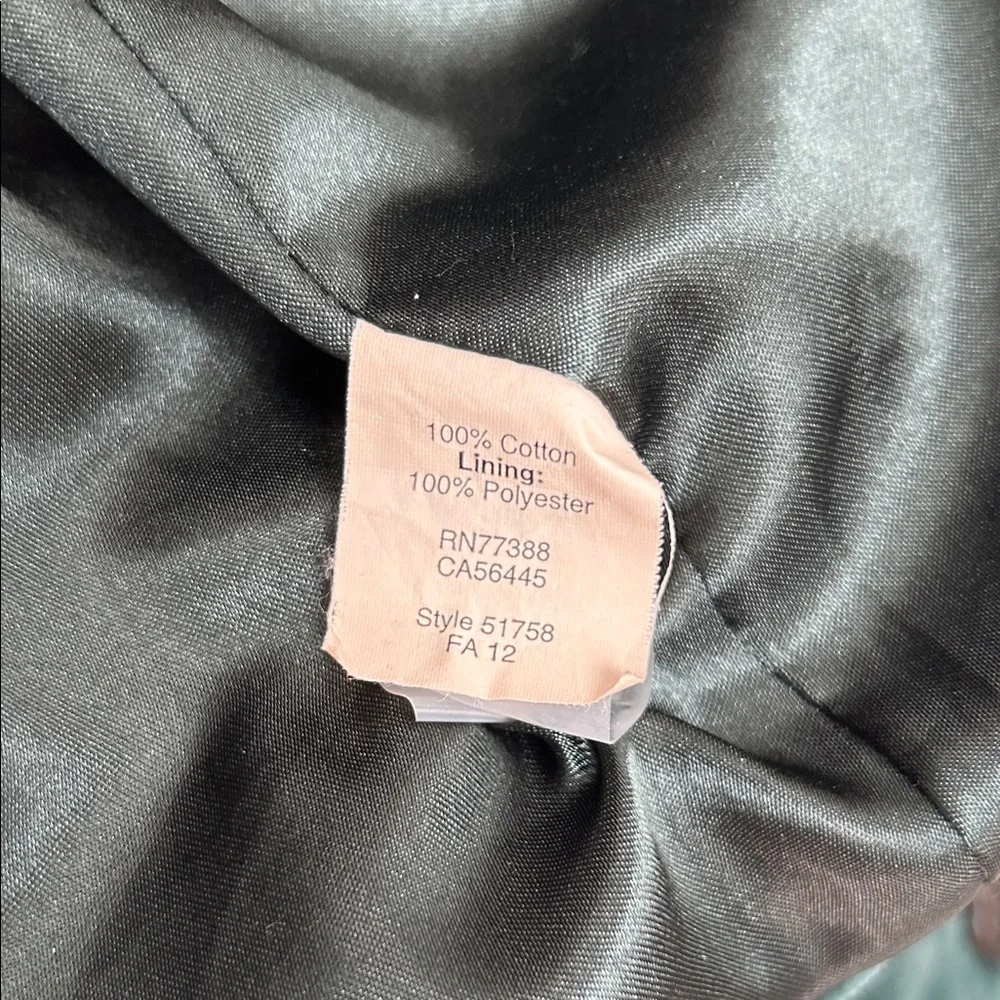 100% Cotton
Lining:
100% Polyester
RN77388
CA56445
Style 51758
FA 12